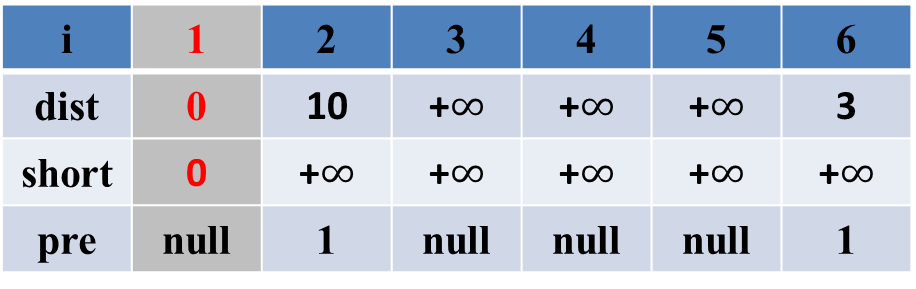 i 1 2 3 4 5 6
dist 0 10 +∞ +∞ +∞ 3
short 0 +∞ +∞ +∞ +∞ +∞
pre null 1 null null null 1